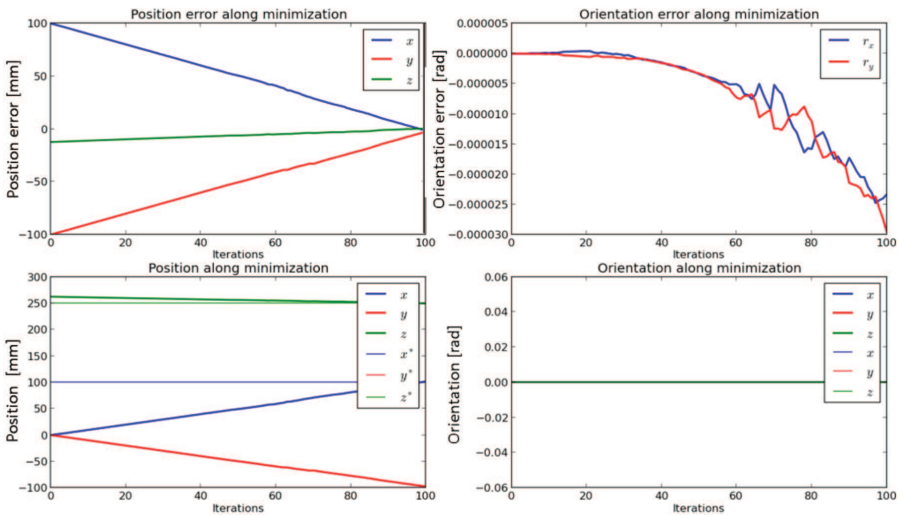 Position error along minimization
Position error [mm]
100
50
0
−50
−100
0
20
40
60
80
100
Iterations
x
y
z
Orientation error along minimization
Orientation error [rad]
0.000005
0.000000
−0.000005
−0.000010
−0.000015
−0.000020
−0.000025
−0.000030
0
20
40
60
80
100
Iterations
r_x
r_y
Position along minimization
Position [mm]
300
250
200
150
100
50
0
−50
−100
0
20
40
60
80
100
Iterations
x
y
z
x*
y*
z*
Orientation along minimization
Orientation [rad]
0.06
0.04
0.02
0.00
−0.02
−0.04
−0.06
0
20
40
60
80
100
Iterations
x
y
z
x
y
z